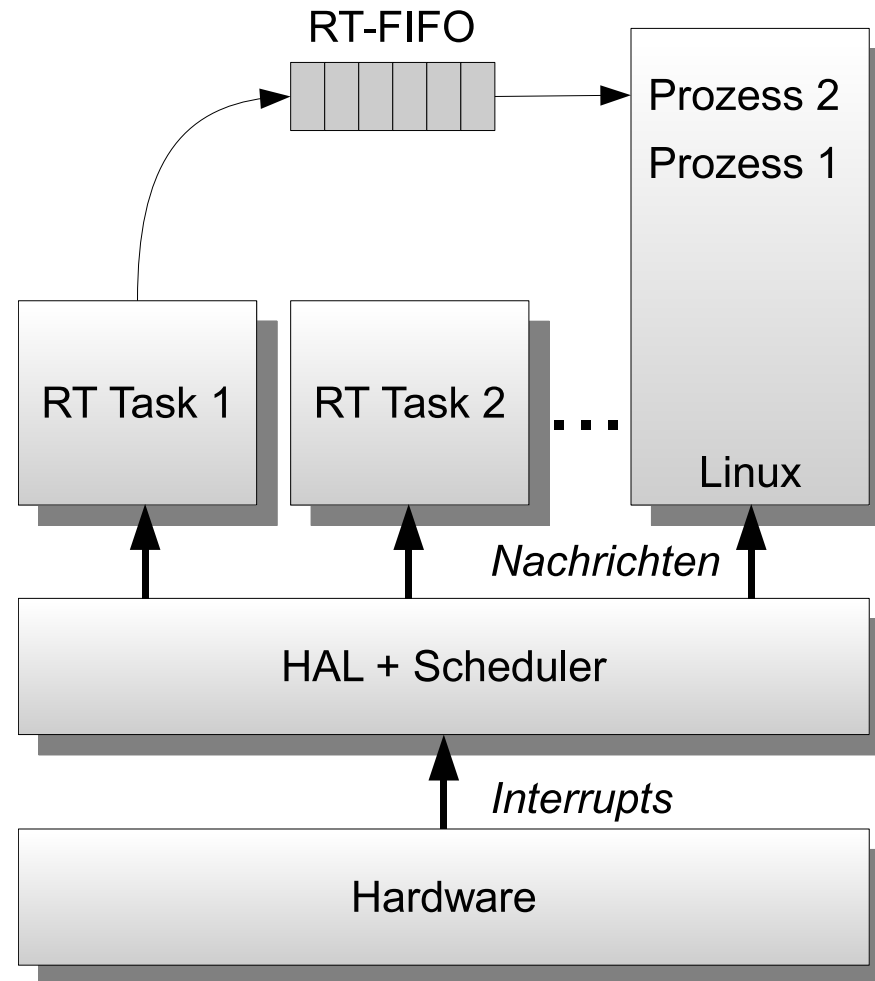 RT-FIFO
Prozess 2
Prozess 1
RT Task 1
RT Task 2
Linux
Nachrichten
HAL + Scheduler
Interrupts
Hardware